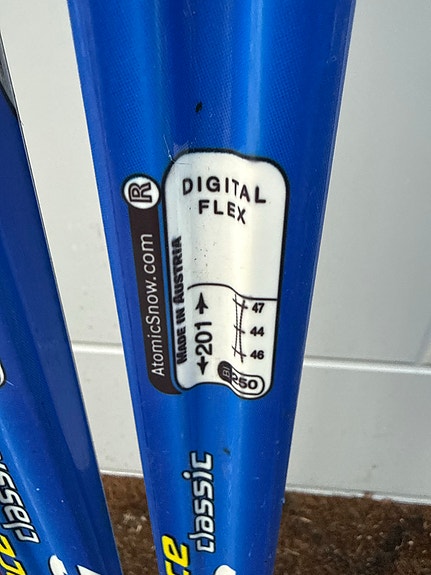 ®
DIGITAL
FLEX
AtomicSnow.com
MADE IN AUSTRIA
201
47
44
46
250
classic
classic